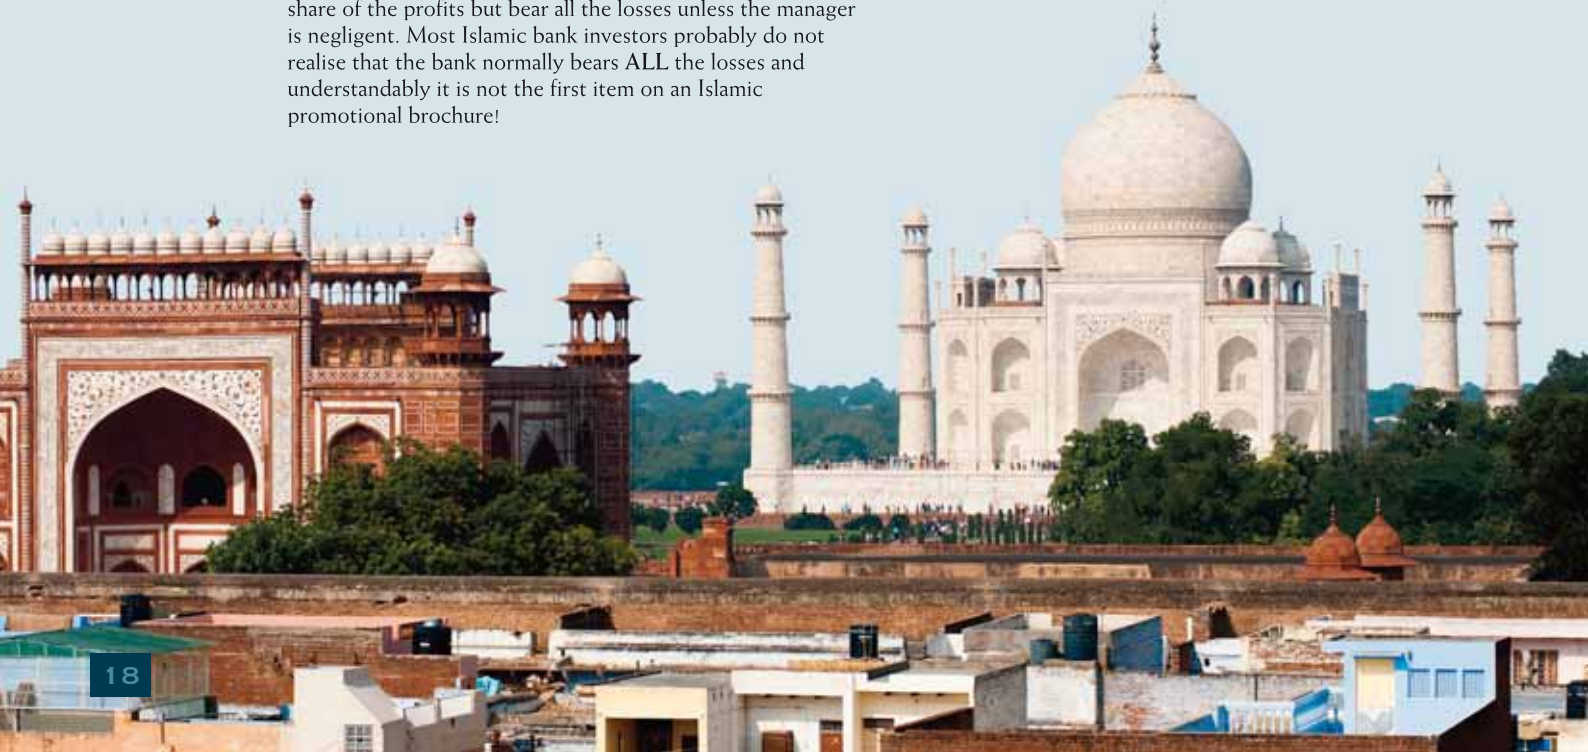 share of the profits but bear all the losses unless the manager
is negligent. Most Islamic bank investors probably do not
realise that the bank normally bears ALL the losses and
understandably it is not the first item on an Islamic
promotional brochure!
18